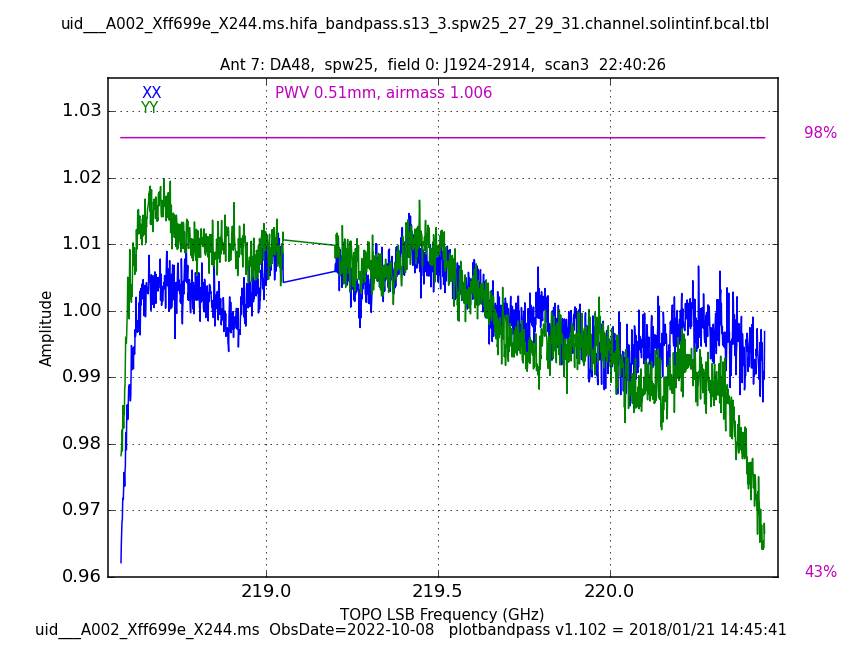 uid___A002_Xff699e_X244.ms.hifa_bandpass.s13_3.spw25_27_29_31.channel.solintinf.bcal.tbl
Ant 7: DA48,  spw25,  field 0: J1924-2914,  scan3  22:40:26
XX
PWV 0.51mm, airmass 1.006
YY
1.03
98%
1.02
1.01
1.00
0.99
0.98
0.97
0.96
43%
Amplitude
219.0
219.5
220.0
TOPO LSB Frequency (GHz)
uid___A002_Xff699e_X244.ms  ObsDate=2022-10-08   plotbandpass v1.102 = 2018/01/21 14:45:41